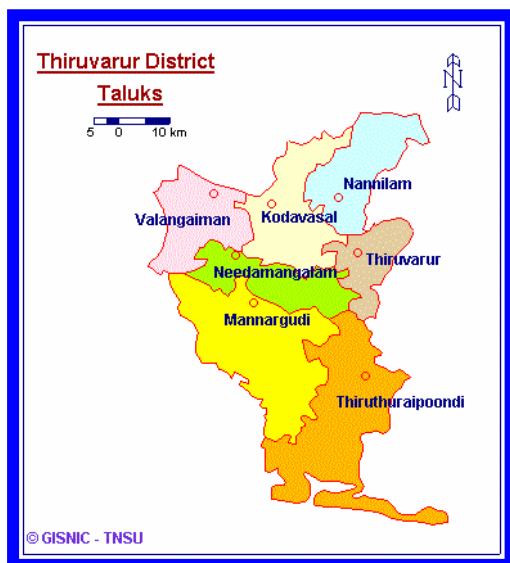 Thiruvarur District
Taluks
N
5 0 10 km
Nannilam
Valangaiman
Kodavasal
Thiruvarur
Needamangalam
Mannargudi
Thiruthuraipoondi
© GISNIC - TNSU